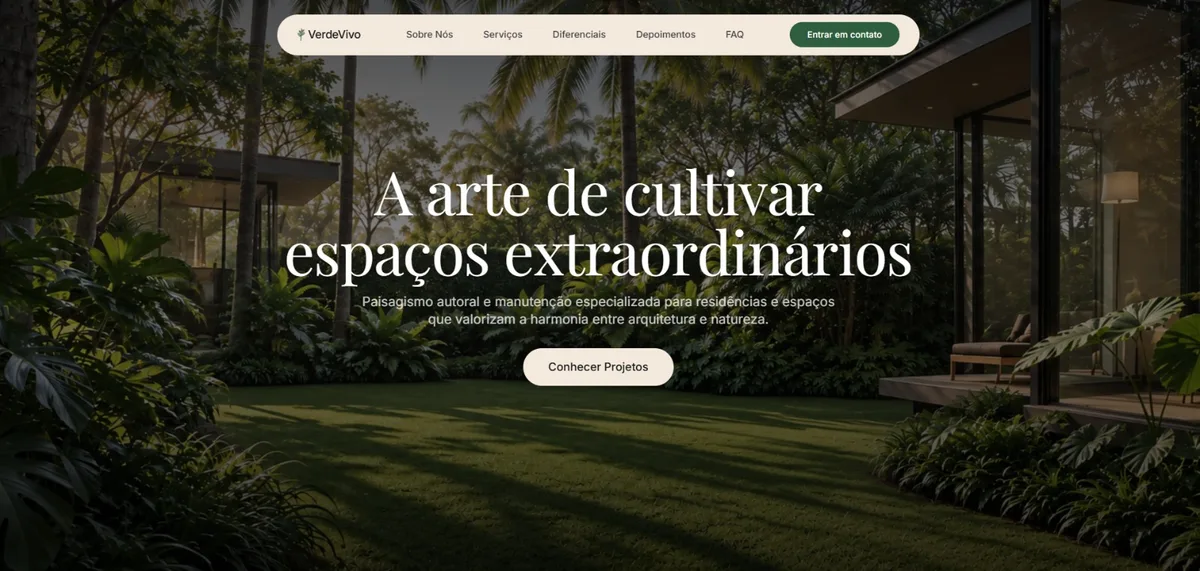 VerdeVivo
Sobre Nós
Serviços
Diferenciais
Depoimentos
FAQ
Entrar em contato
A arte de cultivar
espaços extraordinários
Paisagismo autoral e manutenção especializada para residências e espaços
que valorizam a harmonia entre arquitetura e natureza.
Conhecer Projetos